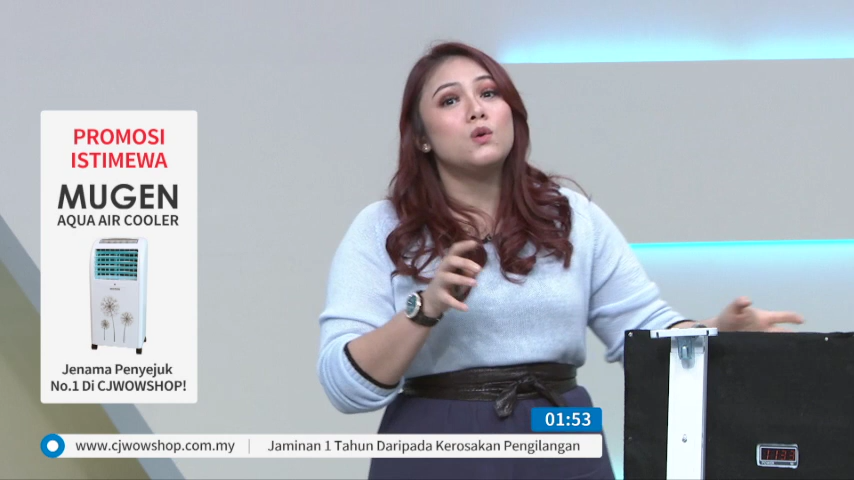 PROMOSI
ISTIMEWA
MUGEN
AQUA AIR COOLER
Jenama Penyejuk
No.1 Di CJWOWSHOP!
01:53
www.cjwowshop.com.my | Jaminan 1 Tahun Daripada Kerosakan Pengilangan